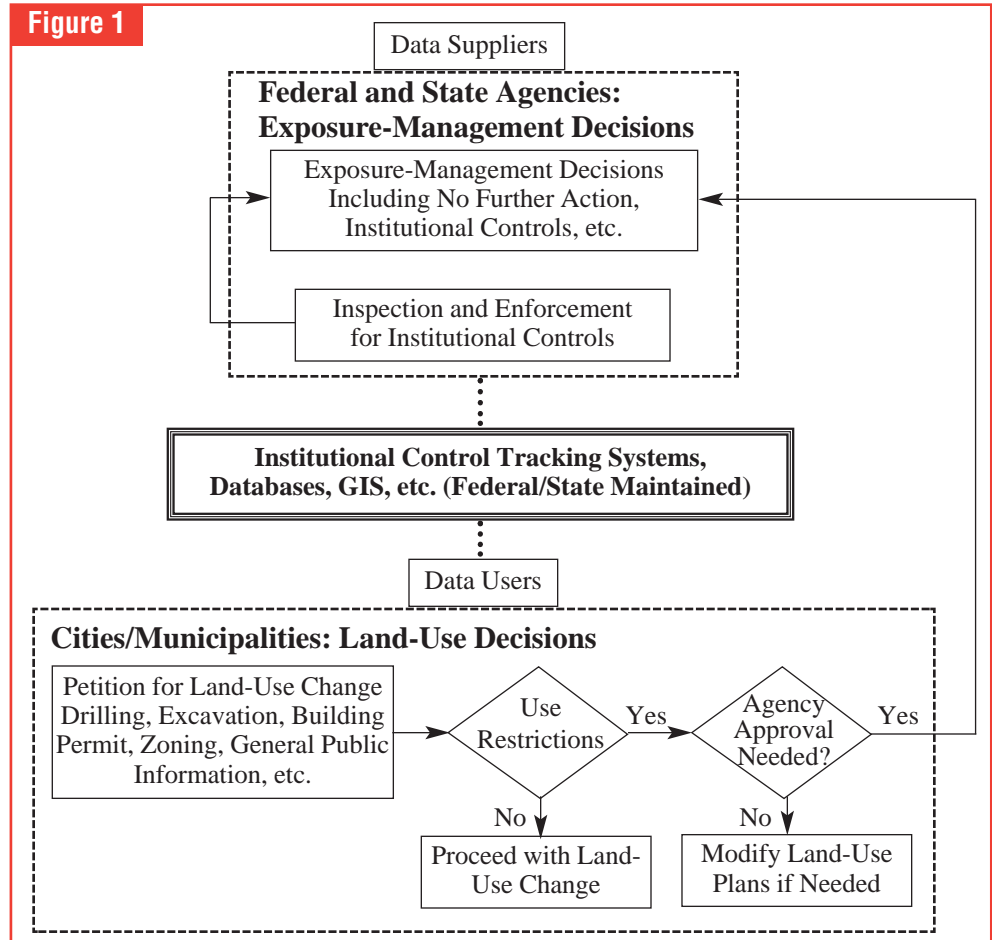 Figure 1
Data Suppliers
Federal and State Agencies:
Exposure-Management Decisions
Exposure-Management Decisions
Including No Further Action,
Institutional Controls, etc.
Inspection and Enforcement
for Institutional Controls
Institutional Control Tracking Systems,
Databases, GIS, etc. (Federal/State Maintained)
Data Users
Cities/Municipalities: Land-Use Decisions
Petition for Land-Use Change
Drilling, Excavation, Building
Permit, Zoning, General Public
Information, etc.
Use
Restrictions
Yes
Agency
Approval
Needed?
Yes
No
Proceed with Land-
Use Change
No
Modify Land-Use
Plans if Needed